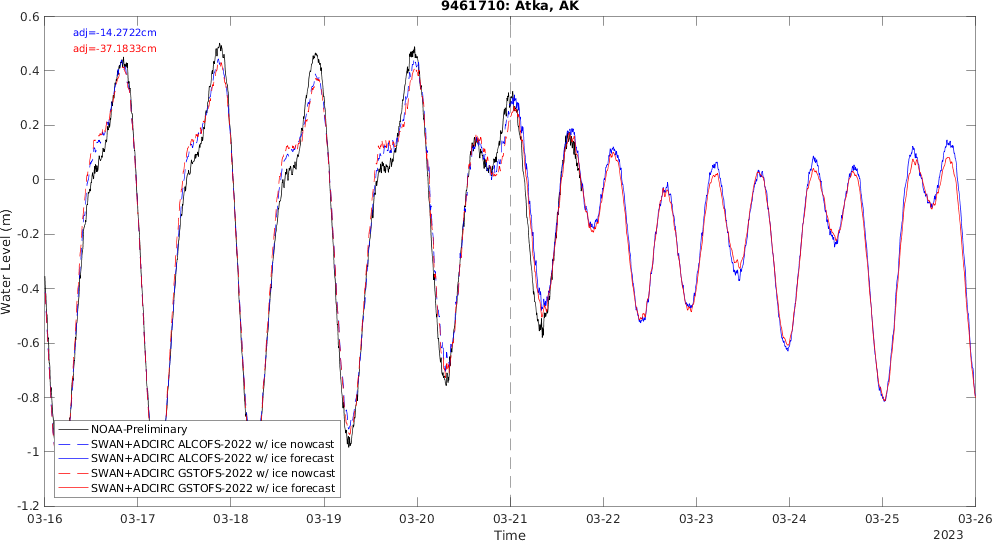 9461710: Atka, AK
adj=-14.2722cm
adj=-37.1833cm
0.6
0.4
0.2
0
-0.2
-0.4
-0.6
-0.8
-1
-1.2
Water Level (m)
NOAA-Preliminary
SWAN+ADCIRC ALCOFS-2022 w/ ice nowcast
SWAN+ADCIRC ALCOFS-2022 w/ ice forecast
SWAN+ADCIRC GSTOFS-2022 w/ ice nowcast
SWAN+ADCIRC GSTOFS-2022 w/ ice forecast
03-16 03-17 03-18 03-19 03-20 03-21 03-22 03-23 03-24 03-25 03-26
Time
2023